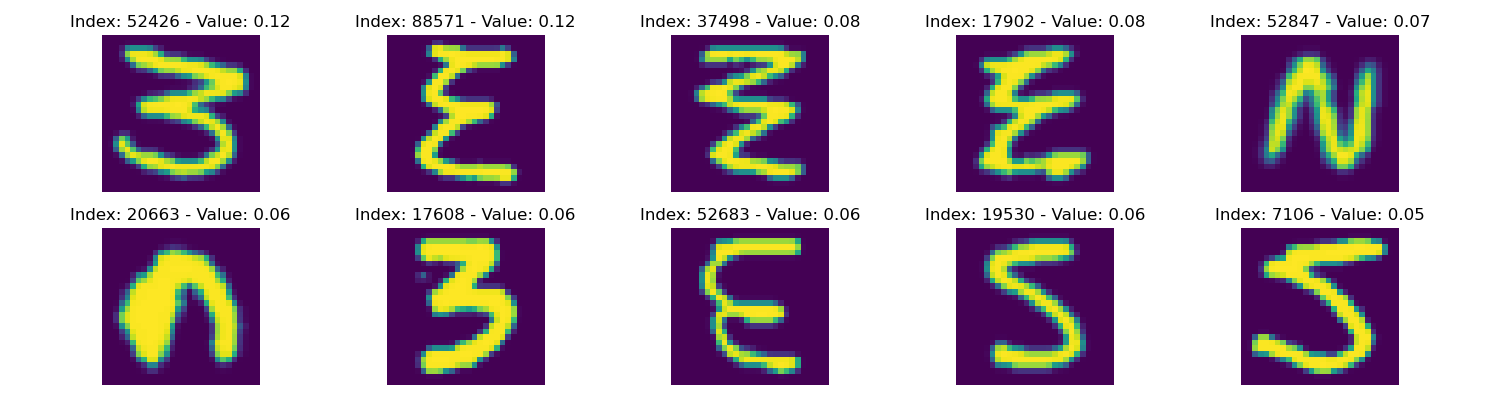 Index: 52426 - Value: 0.12 Index: 88571 - Value: 0.12 Index: 37498 - Value: 0.08 Index: 17902 - Value: 0.08 Index: 52847 - Value: 0.07
3 E Σ E N
Index: 20663 - Value: 0.06 Index: 17608 - Value: 0.06 Index: 52683 - Value: 0.06 Index: 19530 - Value: 0.06 Index: 7106 - Value: 0.05
3 E S S